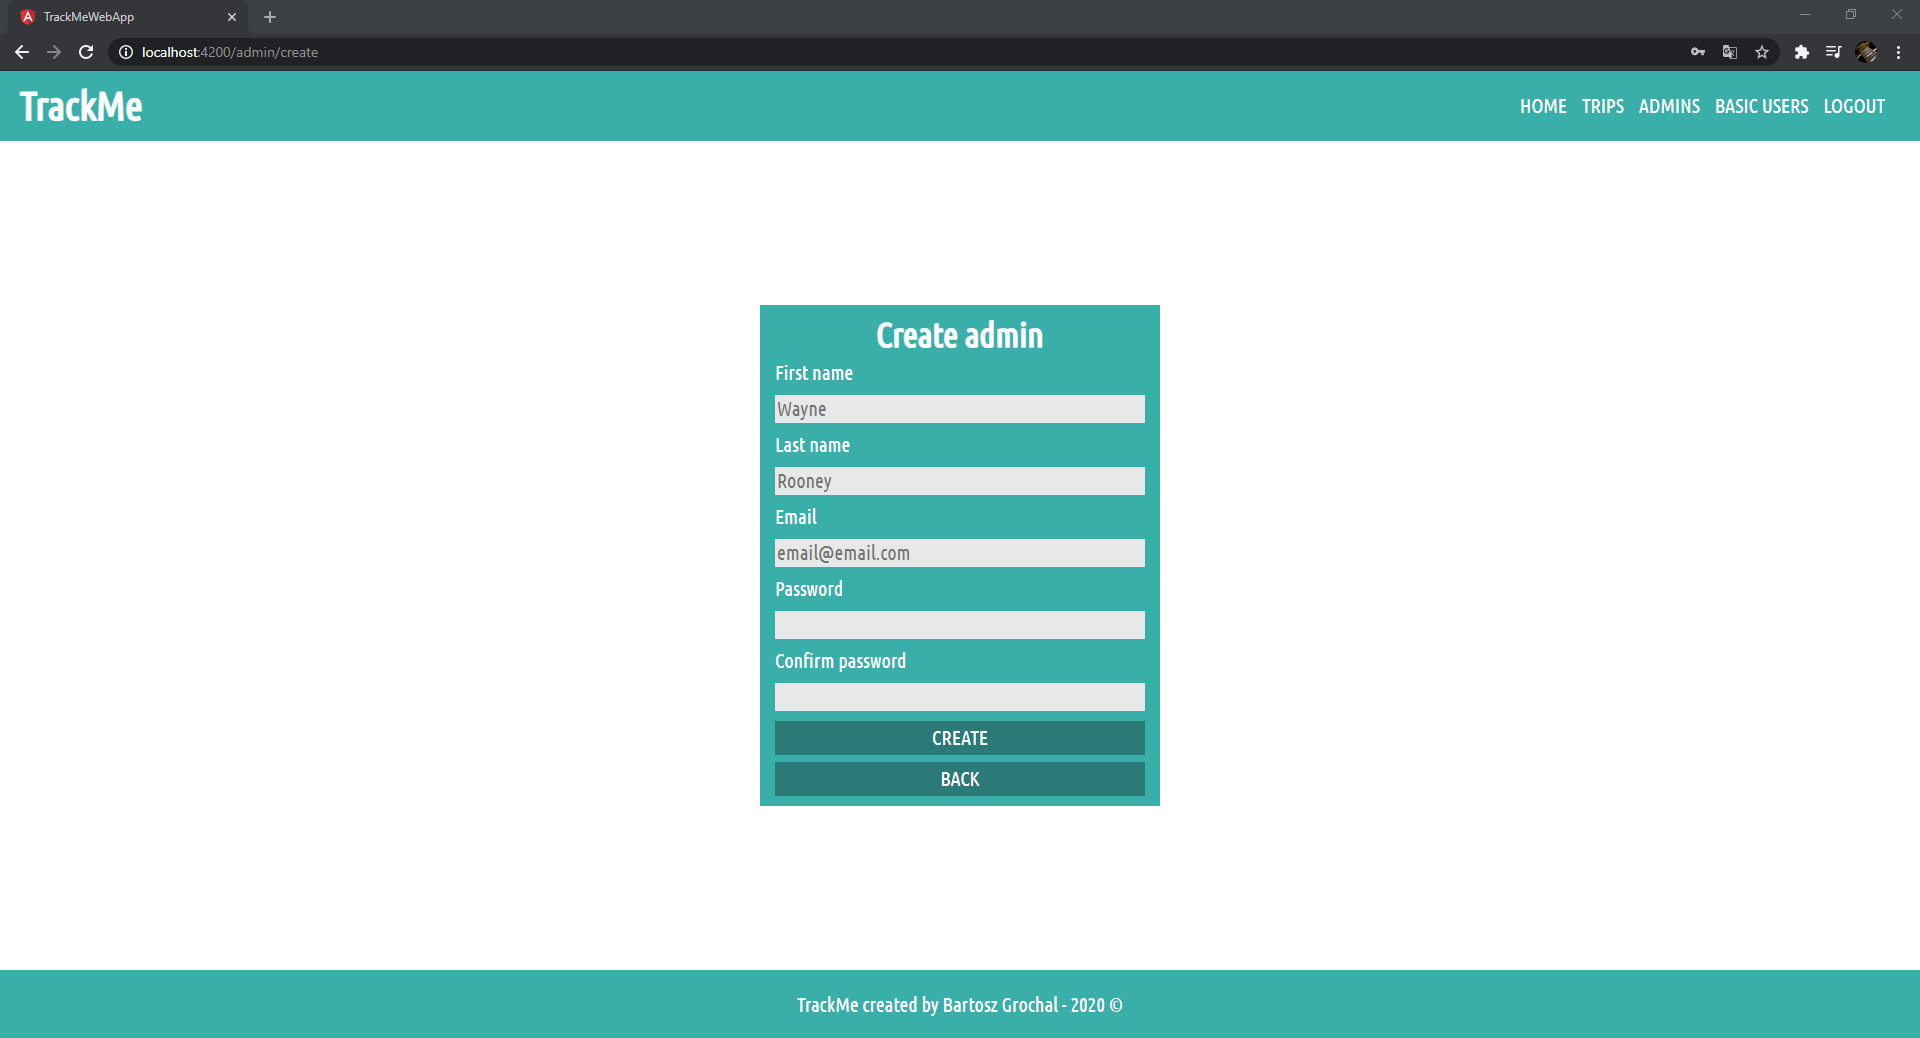 TrackMeWebApp
localhost:4200/admin/create
TrackMe
HOME TRIPS ADMINS BASIC USERS LOGOUT
Create admin
First name
Wayne
Last name
Rooney
Email
email@email.com
Password
Confirm password
CREATE
BACK
TrackMe created by Bartosz Grochal - 2020 ©